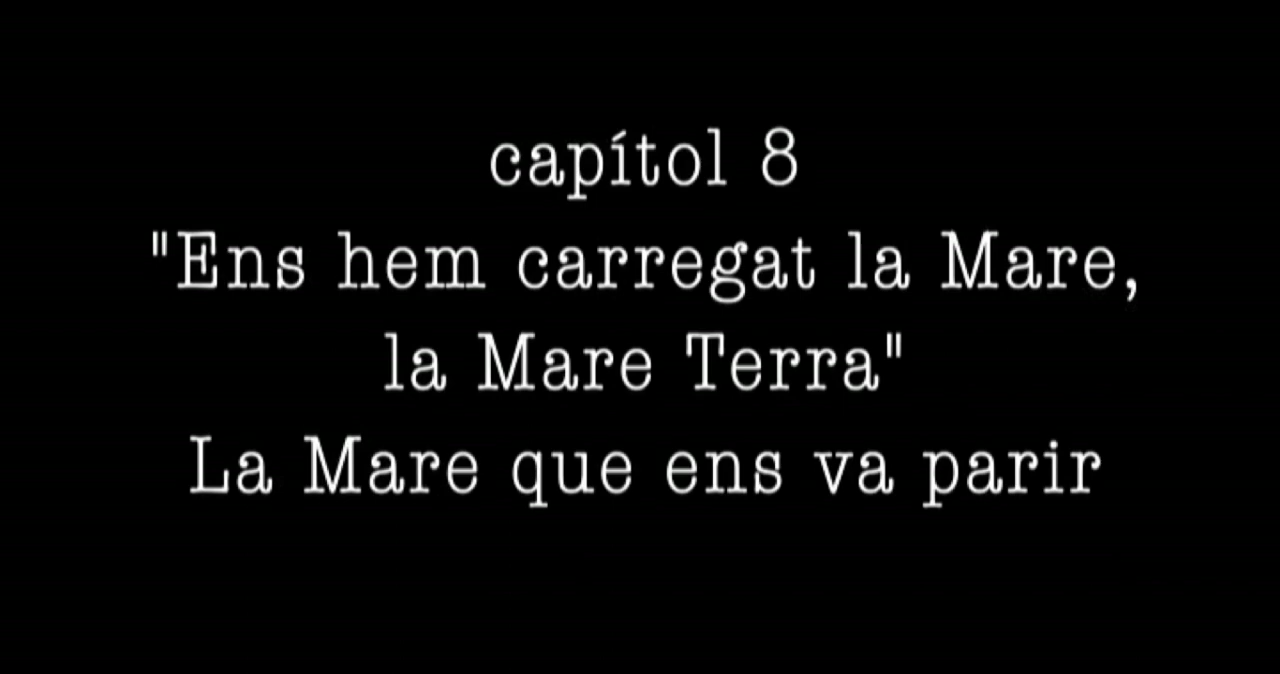 capítol 8
"Ens hem carregat la Mare,
la Mare Terra"
La Mare que ens va parir